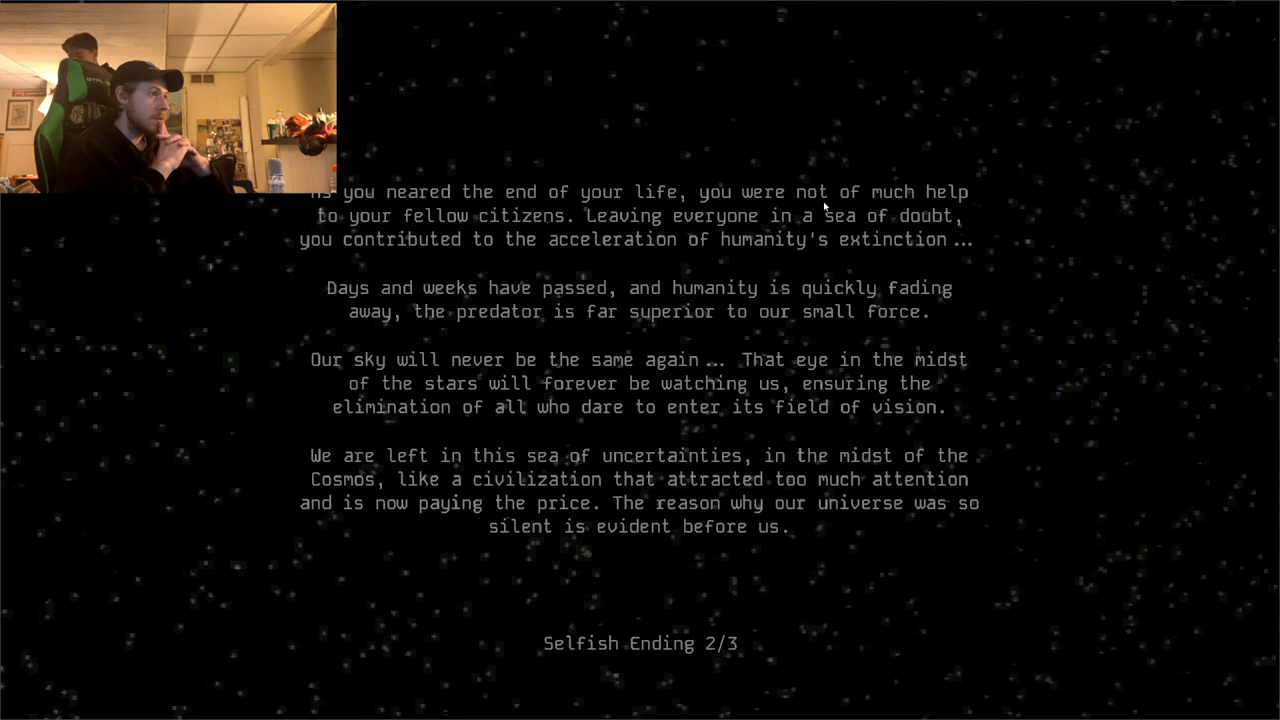 As you neared the end of your life, you were not of much help
to your fellow citizens. Leaving everyone in a sea of doubt,
you contributed to the acceleration of humanity's extinction...
Days and weeks have passed, and humanity is quickly fading
away, the predator is far superior to our small force.
Our sky will never be the same again... That eye in the midst
of the stars will forever be watching us, ensuring the
elimination of all who dare to enter its field of vision.
We are left in this sea of uncertainties, in the midst of the
Cosmos, like a civilization that attracted too much attention
and is now paying the price. The reason why our universe was so
silent is evident before us.
Selfish Ending 2/3